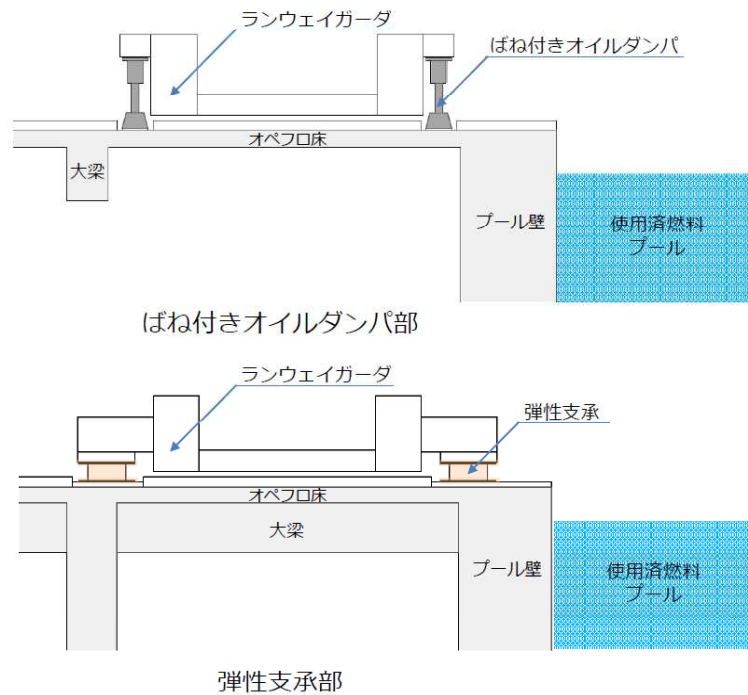 ランウェイガーダ
ばね付きオイルダンパ
オペフロ床
大梁
プール壁
使用済燃料
プール
ばね付きオイルダンパ部
ランウェイガーダ
弾性支承
オペフロ床
大梁
プール壁
使用済燃料
プール
弾性支承部